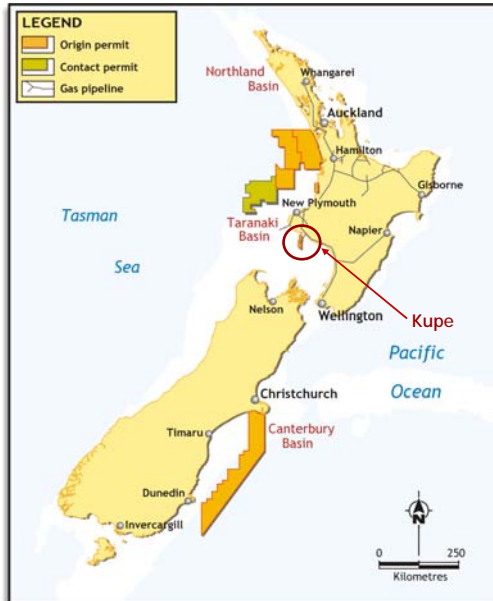 LEGEND
Origin permit
Contact permit
Gas pipeline
Northland
Basin
Whangarei
Auckland
Hamilton
Gisborne
Tasman
Sea
New Plymouth
Taranaki
Basin
Napier
Kupe
Nelson
Wellington
Pacific
Ocean
Christchurch
Canterbury
Basin
Timaru
Dunedin
Invercargill
N
0 250
Kilometres